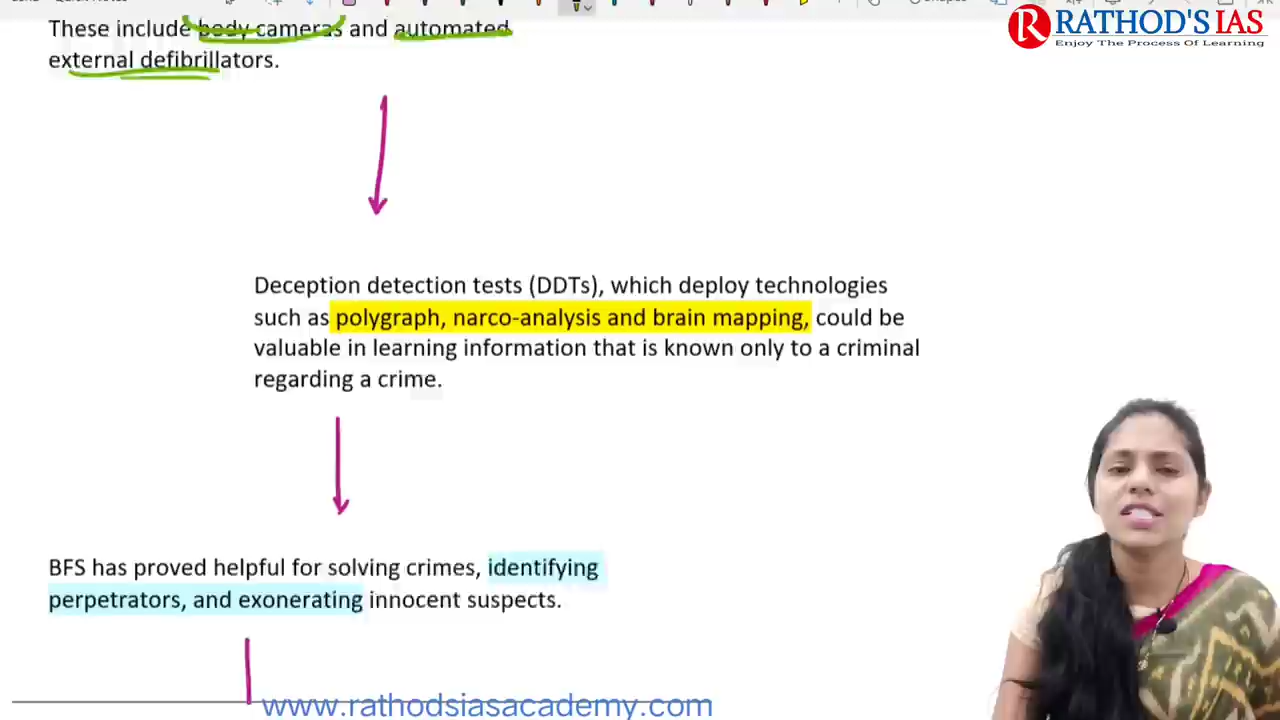 Shapes
RATHOD'S IAS
Enjoy The Process Of Learning
These include body cameras and automated
external defibrillators.
Deception detection tests (DDTs), which deploy technologies
such as polygraph, narco-analysis and brain mapping, could be
valuable in learning information that is known only to a criminal
regarding a crime.
BFS has proved helpful for solving crimes, identifying
perpetrators, and exonerating innocent suspects.
www.rathodsiasacademy.com